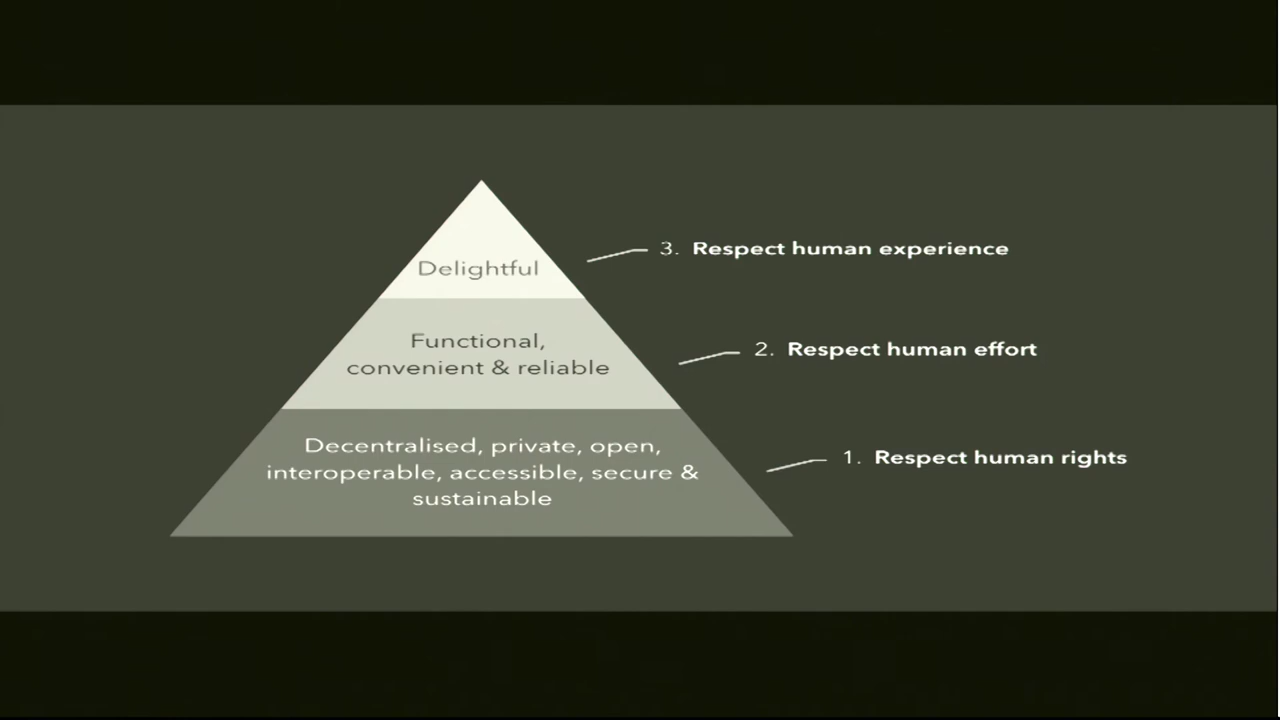 Delightful
3. Respect human experience
Functional,
convenient & reliable
2. Respect human effort
Decentralised, private, open,
interoperable, accessible, secure &
sustainable
1. Respect human rights